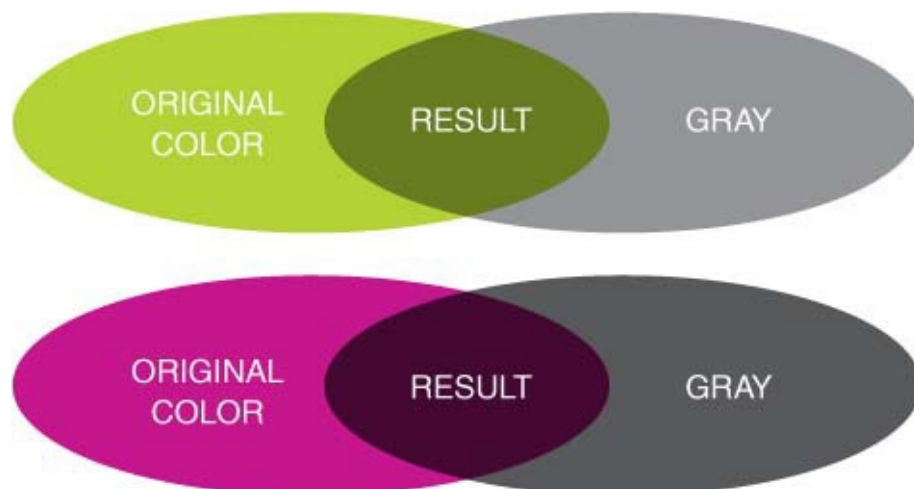 ORIGINAL
COLOR
RESULT
GRAY
ORIGINAL
COLOR
RESULT
GRAY